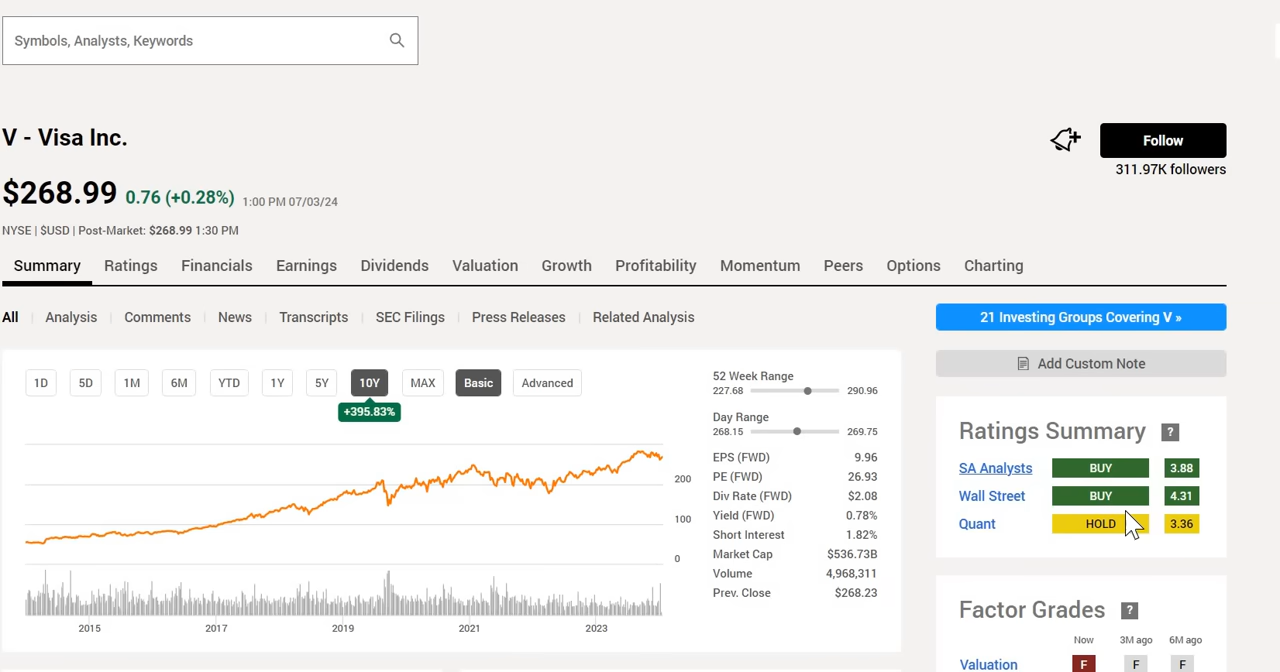 Symbols, Analysts, Keywords
V - Visa Inc.
Follow
311.97K followers
$268.99 0.76 (+0.28%) 1:00 PM 07/03/24
NYSE | $USD | Post-Market: $268.99 1:30 PM
Summary Ratings Financials Earnings Dividends Valuation Growth Profitability Momentum Peers Options Charting
All Analysis Comments News Transcripts SEC Filings Press Releases Related Analysis
21 Investing Groups Covering V »
Add Custom Note
1D 5D 1M 6M YTD 1Y 5Y 10Y MAX Basic Advanced
+395.83%
200
100
0
2015 2017 2019 2021 2023
52 Week Range
227.68 290.96
Day Range
268.15 269.75
EPS (FWD) 9.96
PE (FWD) 26.93
Div Rate (FWD) $2.08
Yield (FWD) 0.78%
Short Interest 1.82%
Market Cap $536.73B
Volume 4,968,311
Prev. Close $268.23
Ratings Summary ?
SA Analysts BUY 3.88
Wall Street BUY 4.31
Quant HOLD 3.36
Factor Grades ?
Now 3M ago 6M ago
Valuation F F F